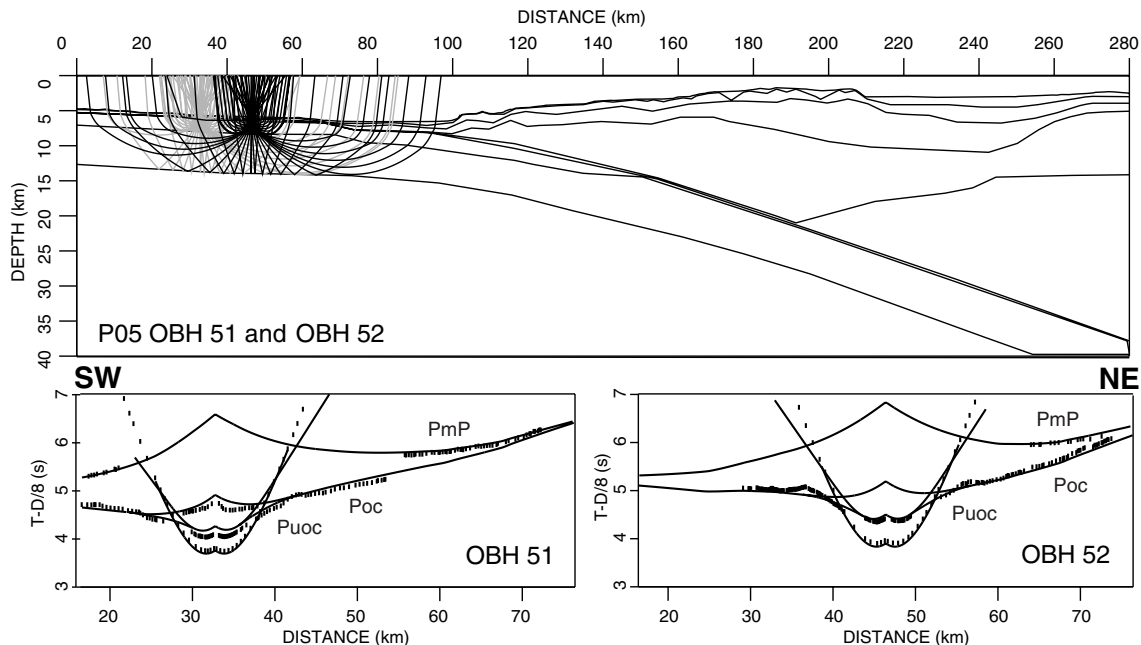 DISTANCE (km)
0 20 40 60 80 100 120 140 160 180 200 220 240 260 280
0
5
10
15
20
25
30
35
40
DEPTH (km)
P05 OBH 51 and OBH 52
SW
NE
7
6
5
4
3
T-D/8 (s)
PmP
Poc
Puoc
OBH 51
20 30 40 50 60 70
DISTANCE (km)
7
6
5
4
3
T-D/8 (s)
PmP
Poc
Puoc
OBH 52
20 30 40 50 60 70
DISTANCE (km)